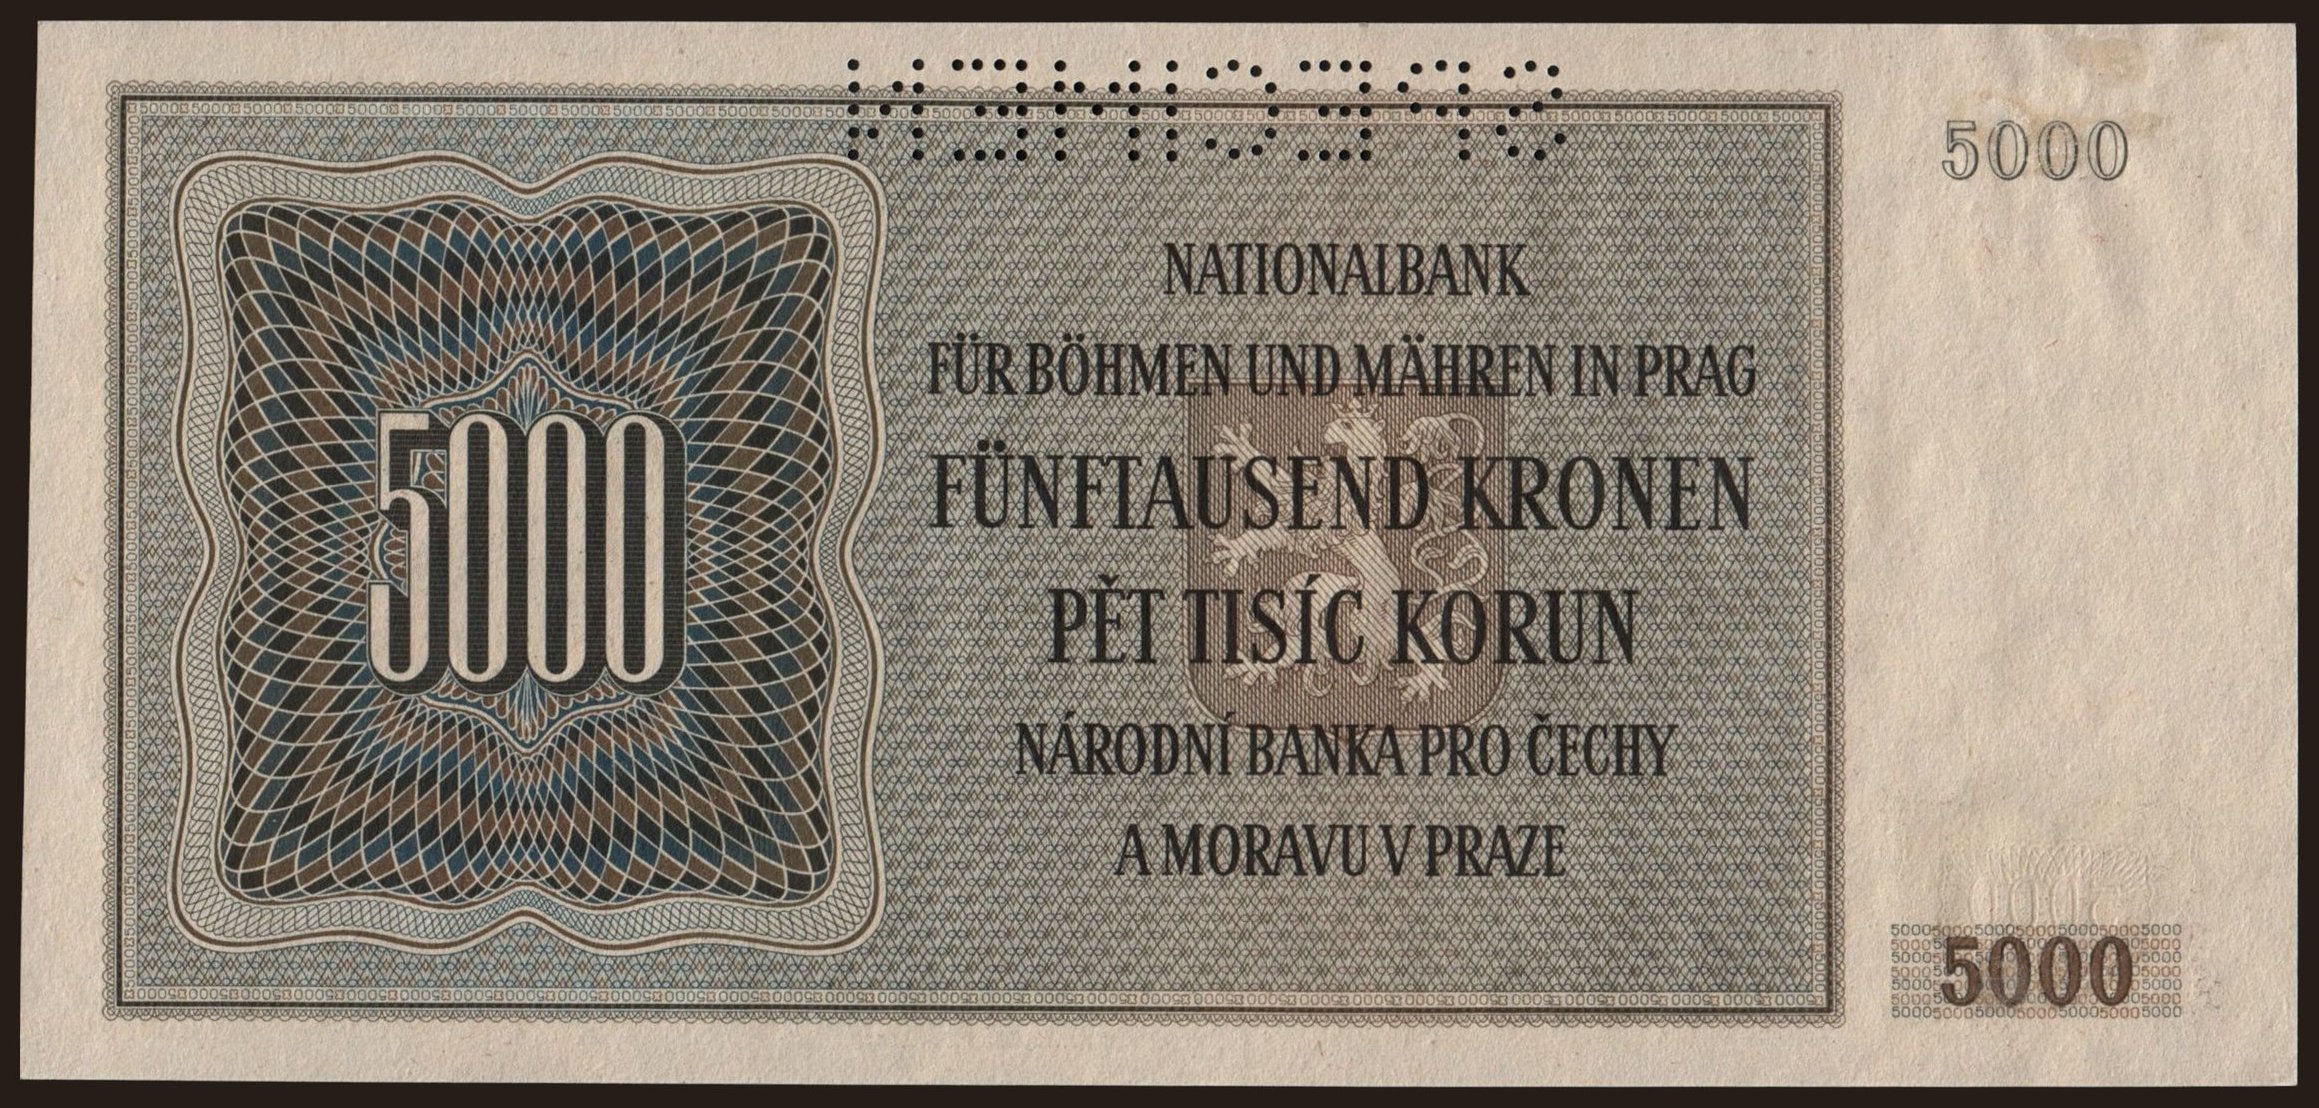 SPECIMEN
5000
NATIONALBANK
FÜR BÖHMEN UND MÄHREN IN PRAG
FÜNFTAUSEND KRONEN
5000
PĚT TISÍC KORUN
NÁRODNÍ BANKA PRO ČECHY
A MORAVU V PRAZE
5000